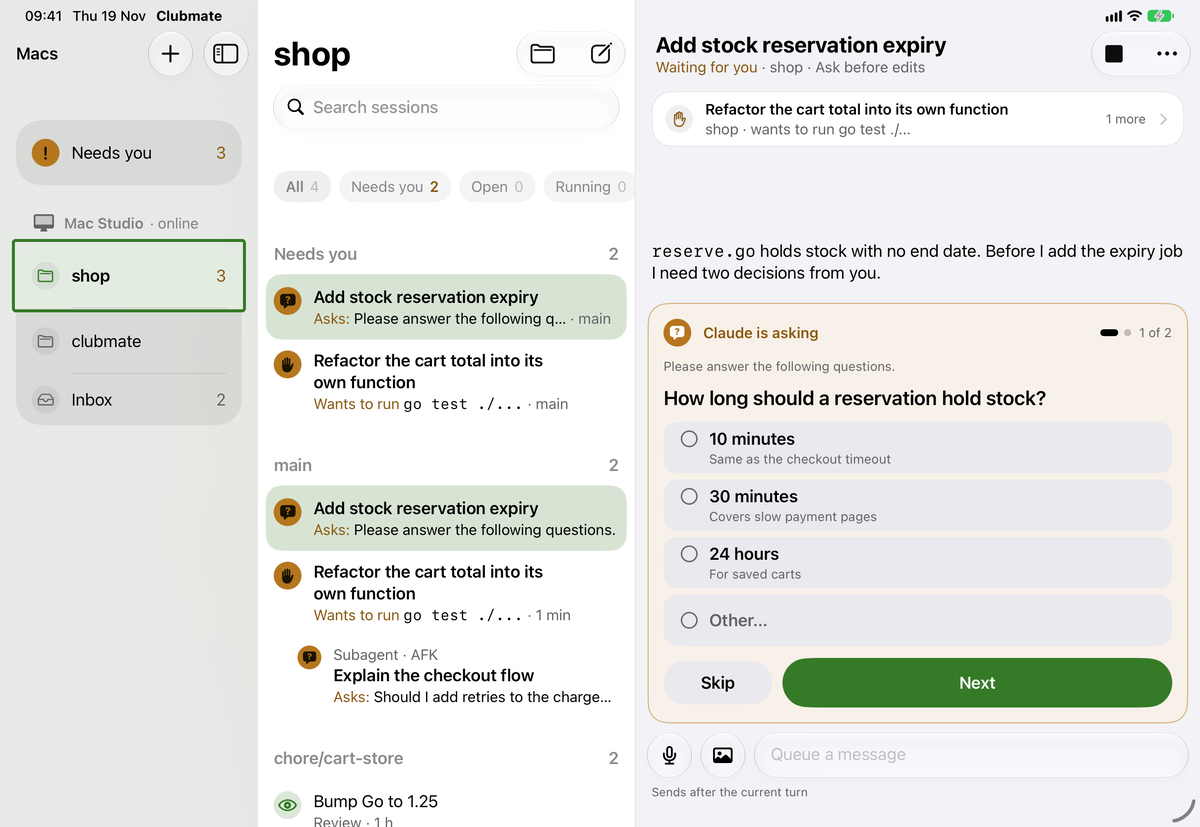 09:41 Thu 19 Nov Clubmate
Macs
Needs you 3
Mac Studio · online
shop 3
clubmate
Inbox 2
shop
Search sessions
All 4 Needs you 2 Open 0 Running 0
Needs you 2
Add stock reservation expiry
Asks: Please answer the following q... · main
Refactor the cart total into its
own function
Wants to run go test ./... · main
main 2
Add stock reservation expiry
Asks: Please answer the following questions.
Refactor the cart total into its
own function
Wants to run go test ./... · 1 min
Subagent · AFK
Explain the checkout flow
Asks: Should I add retries to the charge...
chore/cart-store 2
Bump Go to 1.25
Review · 1 h
Add stock reservation expiry
Waiting for you · shop · Ask before edits
Refactor the cart total into its own function
shop · wants to run go test ./...
1 more
reserve.go holds stock with no end date. Before I add the expiry job
I need two decisions from you.
Claude is asking 1 of 2
Please answer the following questions.
How long should a reservation hold stock?
10 minutes
Same as the checkout timeout
30 minutes
Covers slow payment pages
24 hours
For saved carts
Other...
Skip Next
Queue a message
Sends after the current turn